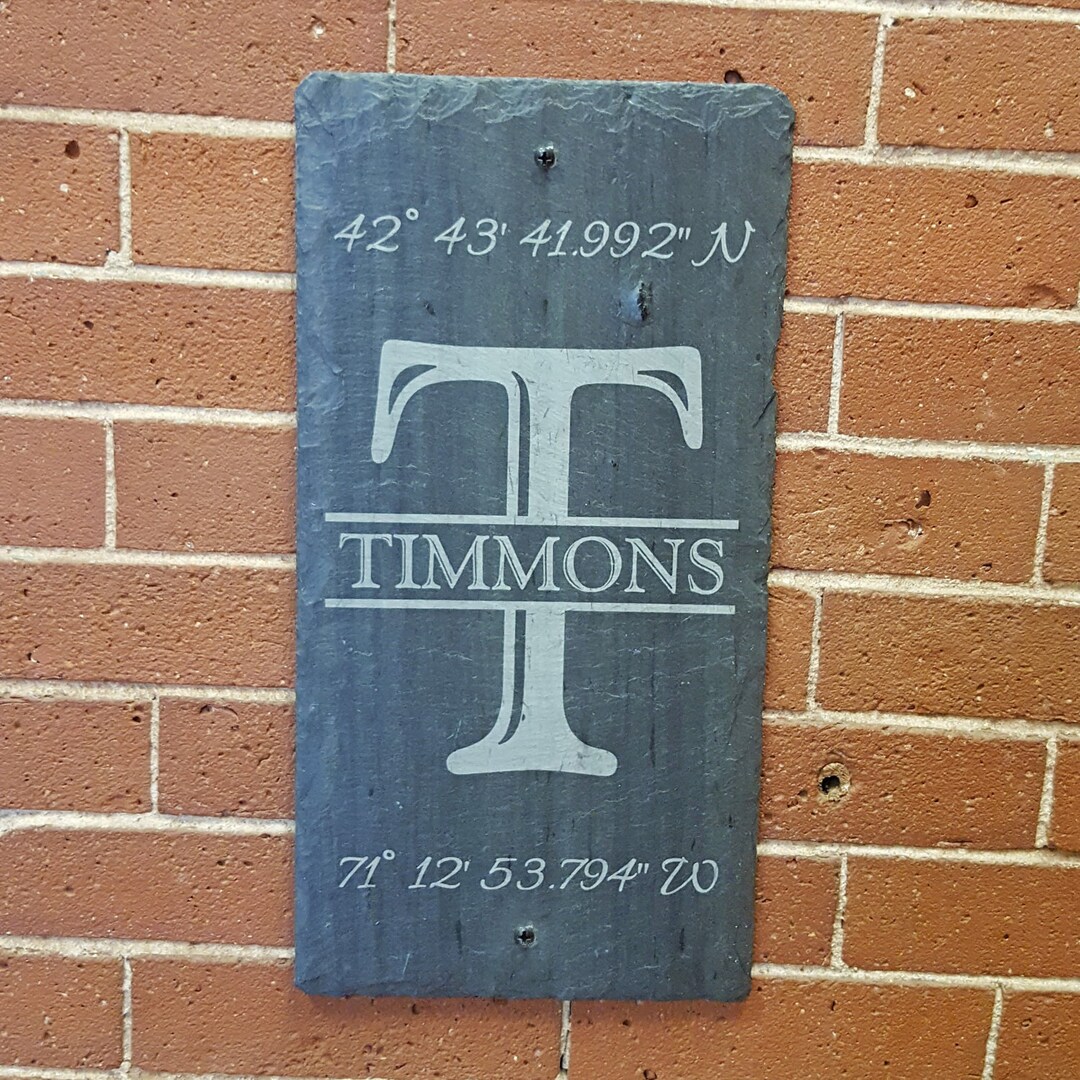 42° 43' 41.992" N
T
TIMMONS
71° 12' 53.794" W